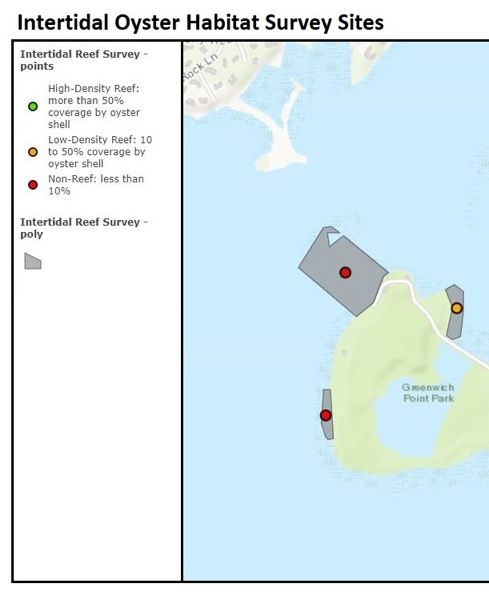 Intertidal Oyster Habitat Survey Sites
Intertidal Reef Survey -
points
High-Density Reef:
more than 50%
coverage by oyster
shell
Low-Density Reef: 10
to 50% coverage by
oyster shell
Non-Reef: less than
10%
Intertidal Reef Survey -
poly
Rock Ln
Greenwich
Point Park